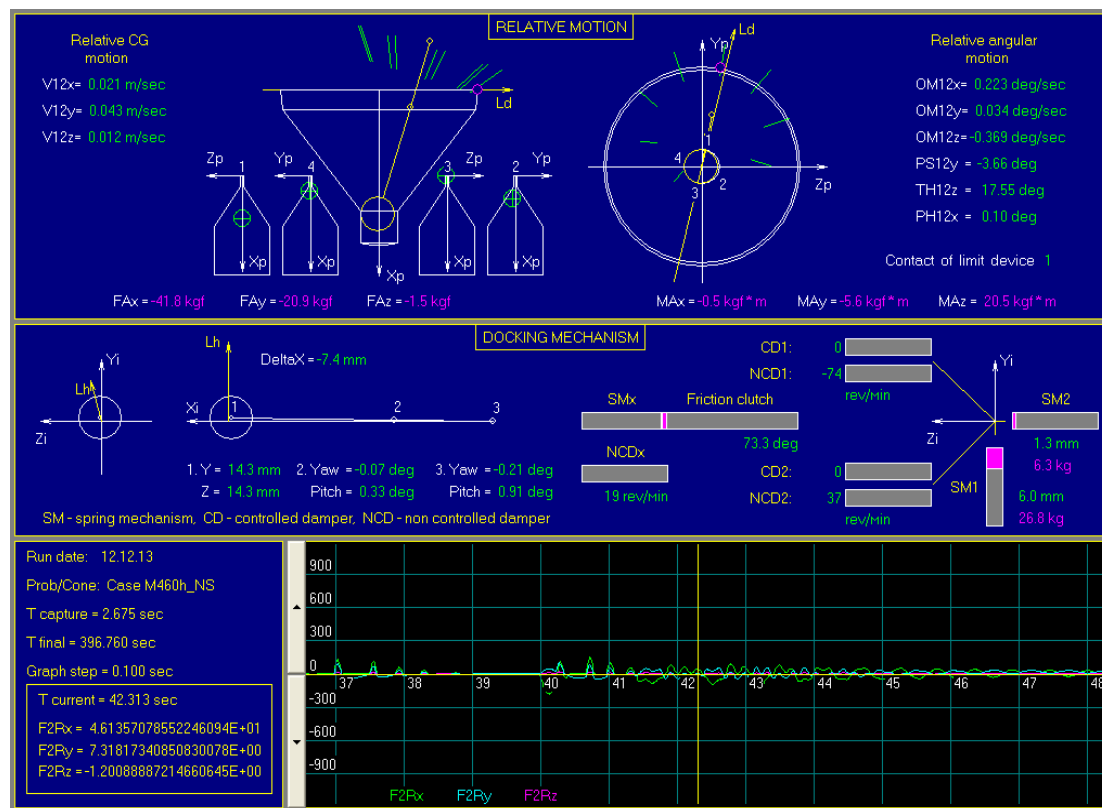 RELATIVE MOTION
Relative CG
motion
V12x= 0.021 m/sec
V12y= 0.043 m/sec
V12z= 0.012 m/sec
Ld
Zp
1
4
Yp
3
Zp
2
Yp
Xp
Xp
Xp
Xp
Xp
Yp
Ld
1
4
2
3
Zp
Relative angular
motion
OM12x= 0.223 deg/sec
OM12y= 0.034 deg/sec
OM12z=-0.369 deg/sec
PS12y = -3.66 deg
TH12z = 17.55 deg
PH12x = 0.10 deg
Contact of limit device 1
FAx =-41.8 kgf FAy =-20.9 kgf FAz =-1.5 kgf MAx =-0.5 kgf*m MAy =-5.6 kgf*m MAz = 20.5 kgf*m
DOCKING MECHANISM
Yi
Lh
Zi
Lh
DeltaX =-7.4 mm
Xi
1
2
3
1. Y = 14.3 mm 2. Yaw =-0.07 deg 3. Yaw =-0.21 deg
Z = 14.3 mm Pitch = 0.33 deg Pitch = 0.91 deg
SM - spring mechanism, CD - controlled damper, NCD - non controlled damper
SMx Friction clutch
73.3 deg
NCDx
19 rev/мин
CD1: 0
NCD1: -74
rev/мин
CD2: 0
NCD2: 37
rev/мин
Yi
Zi
SM2
1.3 mm
6.3 kg
SM1
6.0 mm
26.8 kg
Run date: 12.12.13
Prob/Cone: Case M460h_NS
T capture = 2.675 sec
T final = 396.760 sec
Graph step = 0.100 sec
T current = 42.313 sec
F2Rx = 4.61357078552246094E+01
F2Ry = 7.31817340850830078E+00
F2Rz =-1.20088887214660645E+00
900
600
300
0
37 38 39 40 41 42 43 44 45 46 47 48
-300
-600
-900
F2Rx F2Ry F2Rz